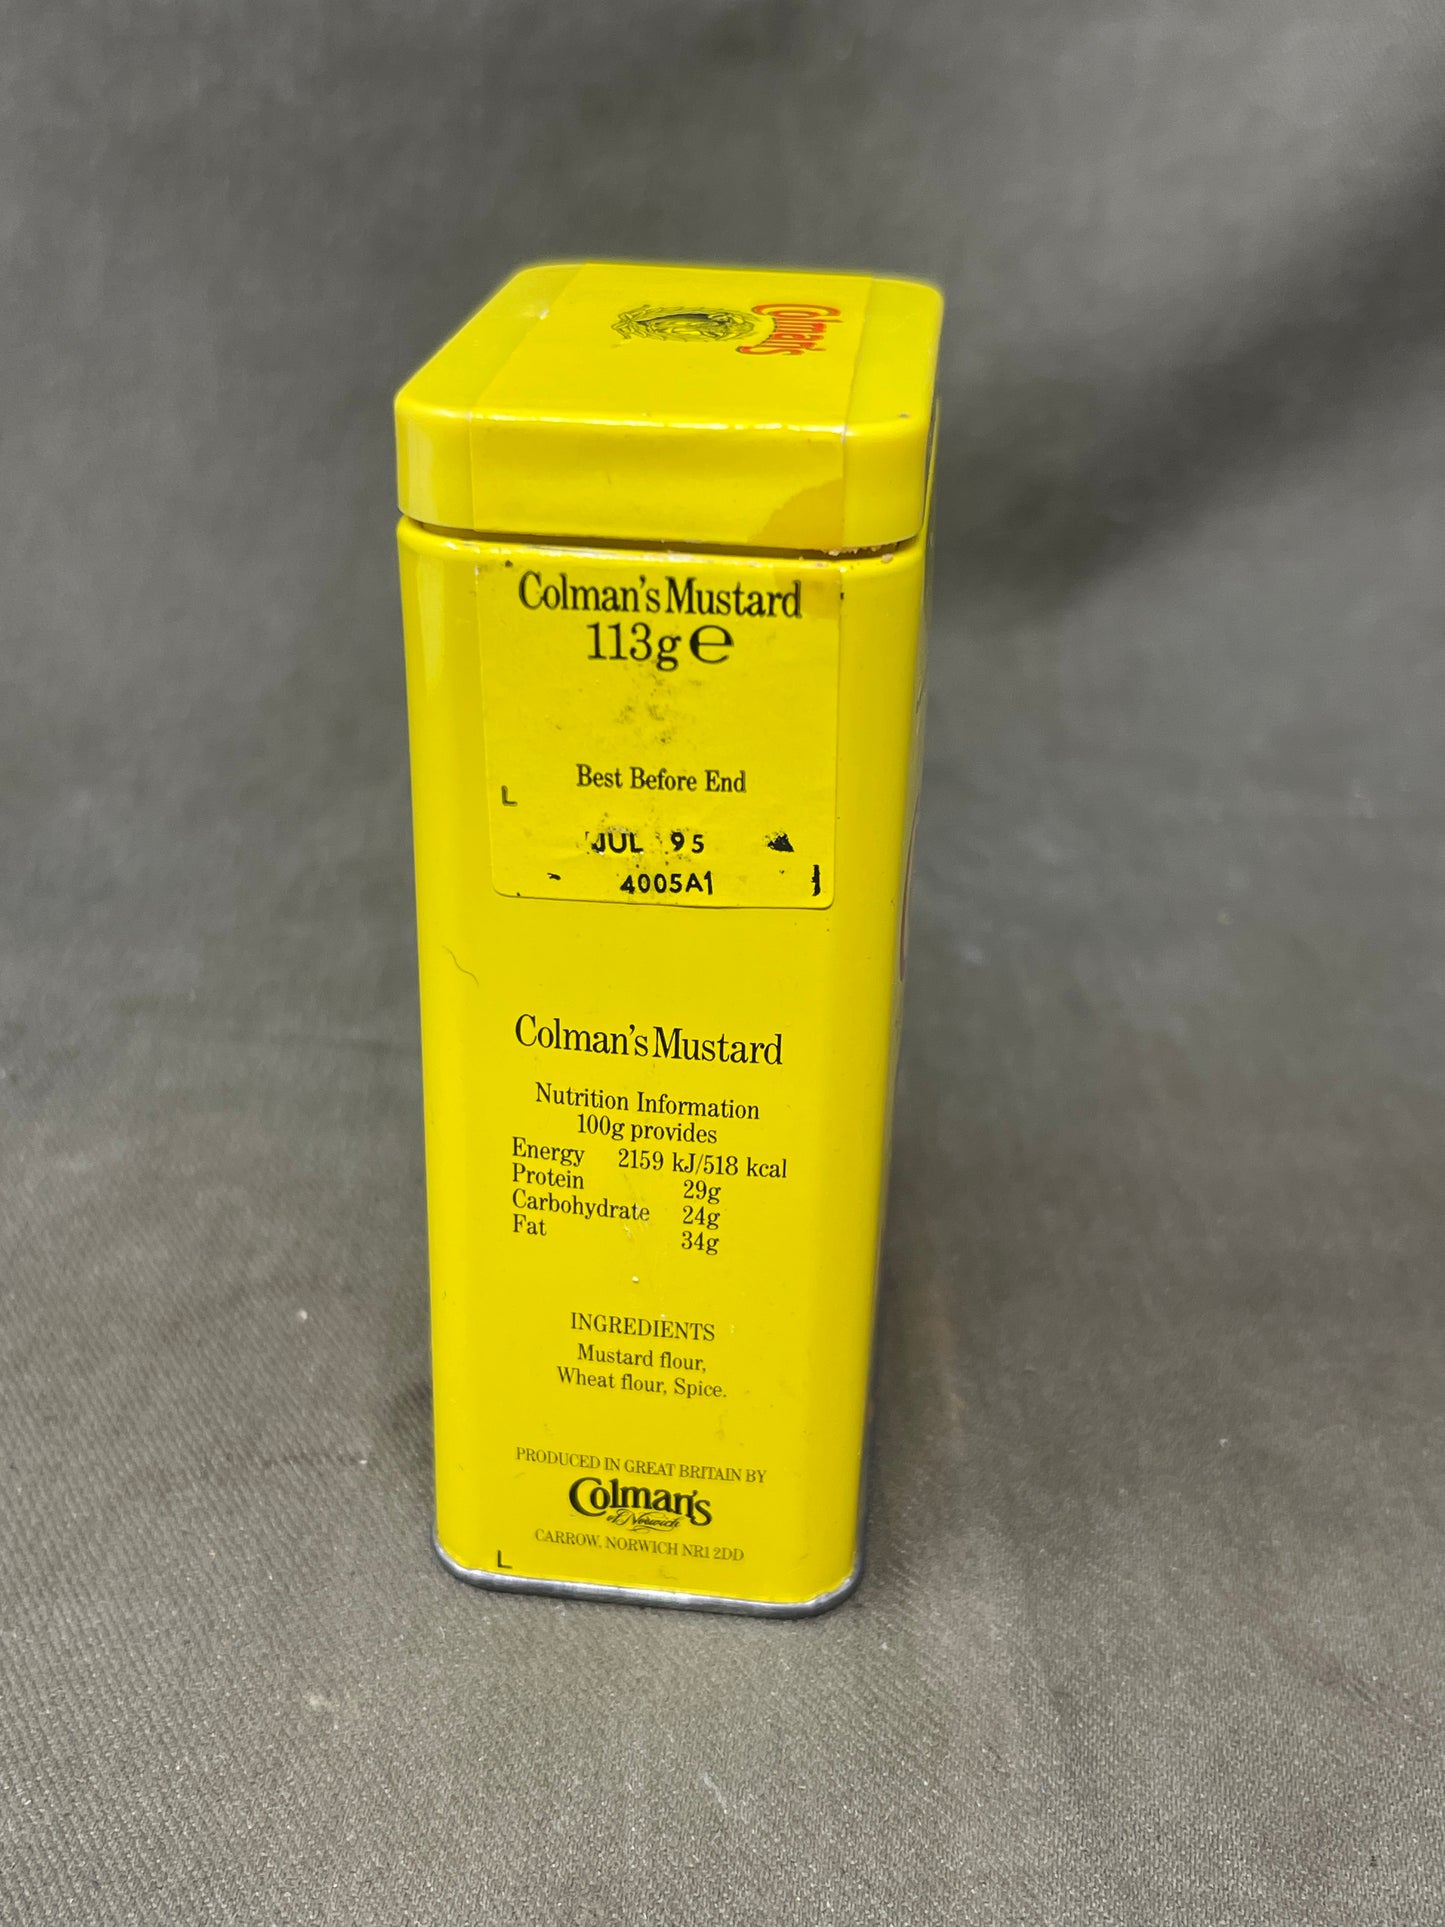 Colman's
Colman's Mustard
113g ℮
Best Before End
L
JUL 95
4005A1
Colman's Mustard
Nutrition Information
100g provides
Energy 2159 kJ/518 kcal
Protein 29g
Carbohydrate 24g
Fat 34g
INGREDIENTS
Mustard flour,
Wheat flour, Spice.
PRODUCED IN GREAT BRITAIN BY
Colman's
of Norwich
CARROW, NORWICH NR1 2DD
L